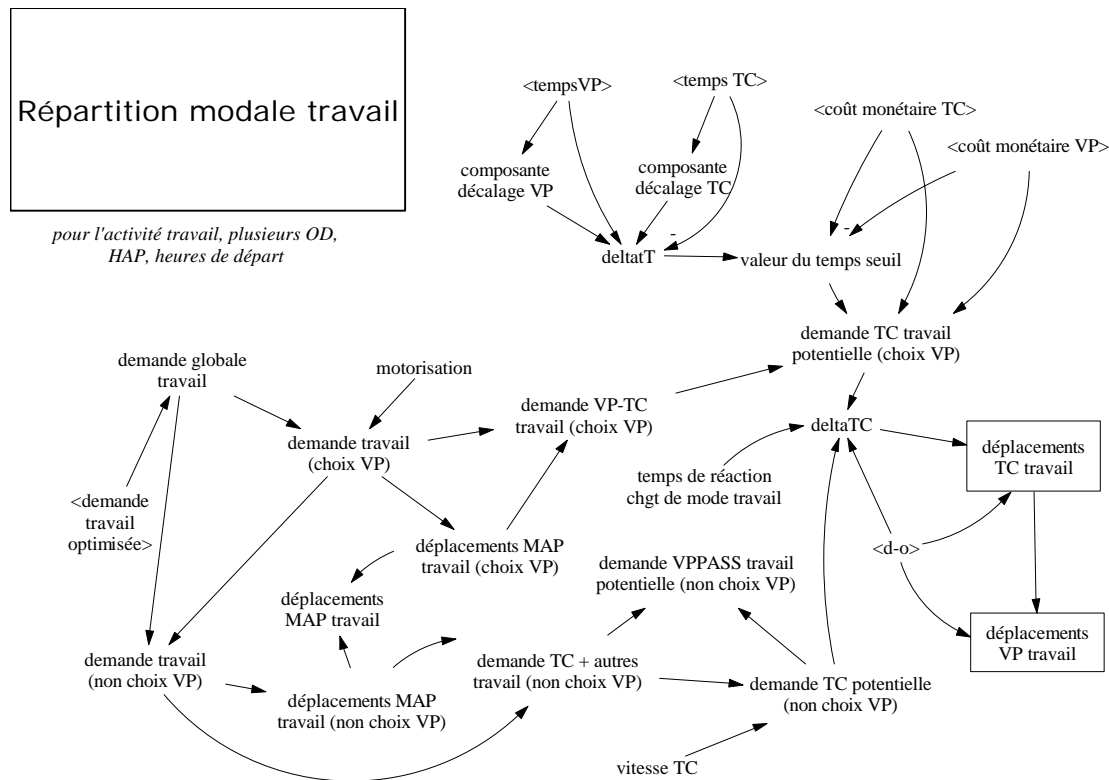 Répartition modale travail
pour l'activité travail, plusieurs OD,
HAP, heures de départ
<tempsVP>
<temps TC>
<coût monétaire TC>
<coût monétaire VP>
composante
décalage VP
composante
décalage TC
-
deltatT
-
valeur du temps seuil
demande TC travail
potentielle (choix VP)
demande globale
travail
motorisation
demande VP-TC
travail (choix VP)
demande travail
(choix VP)
deltaTC
déplacements
TC travail
temps de réaction
chgt de mode travail
<demande
travail
optimisée>
déplacements MAP
travail (choix VP)
demande VPPASS travail
potentielle (non choix VP)
<d-o>
déplacements
MAP travail
déplacements
VP travail
demande travail
(non choix VP)
demande TC + autres
travail (non choix VP)
demande TC potentielle
(non choix VP)
déplacements MAP
travail (non choix VP)
vitesse TC